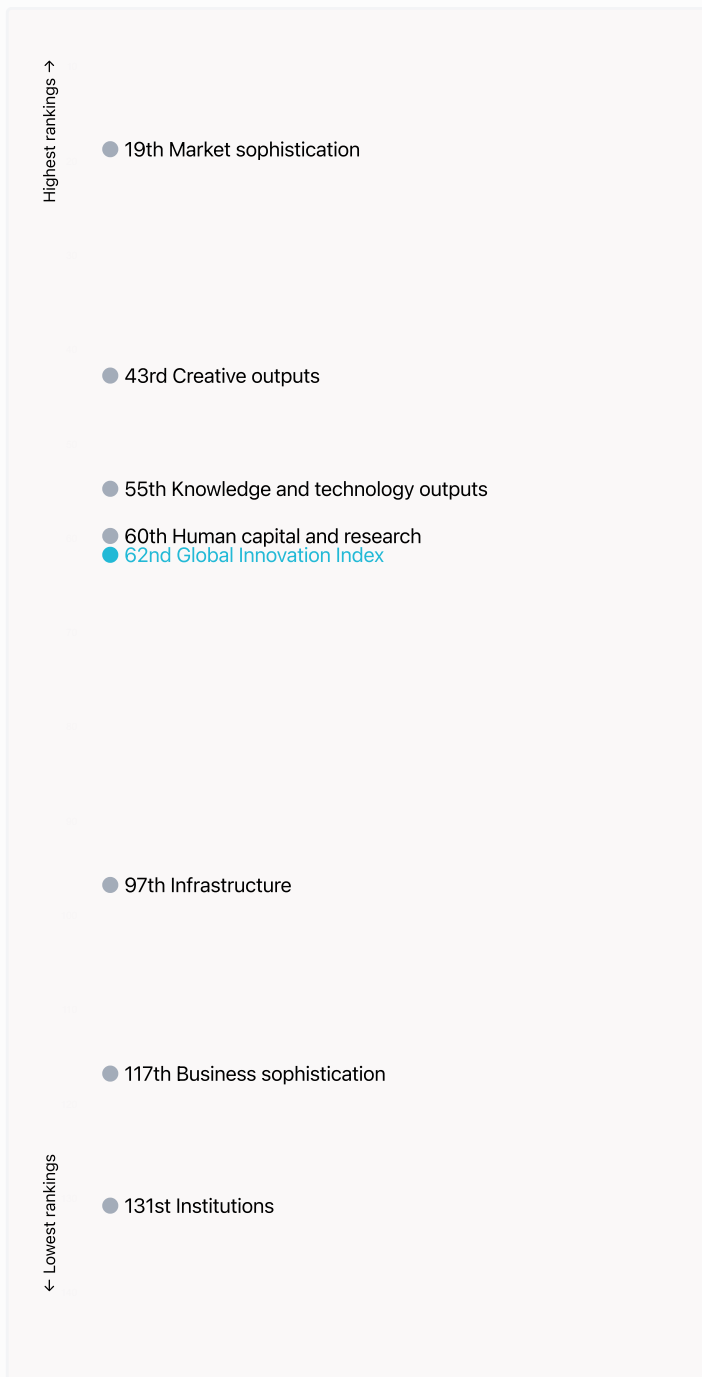 Highest rankings →
19th Market sophistication
43rd Creative outputs
55th Knowledge and technology outputs
60th Human capital and research
62nd Global Innovation Index
97th Infrastructure
117th Business sophistication
131st Institutions
← Lowest rankings